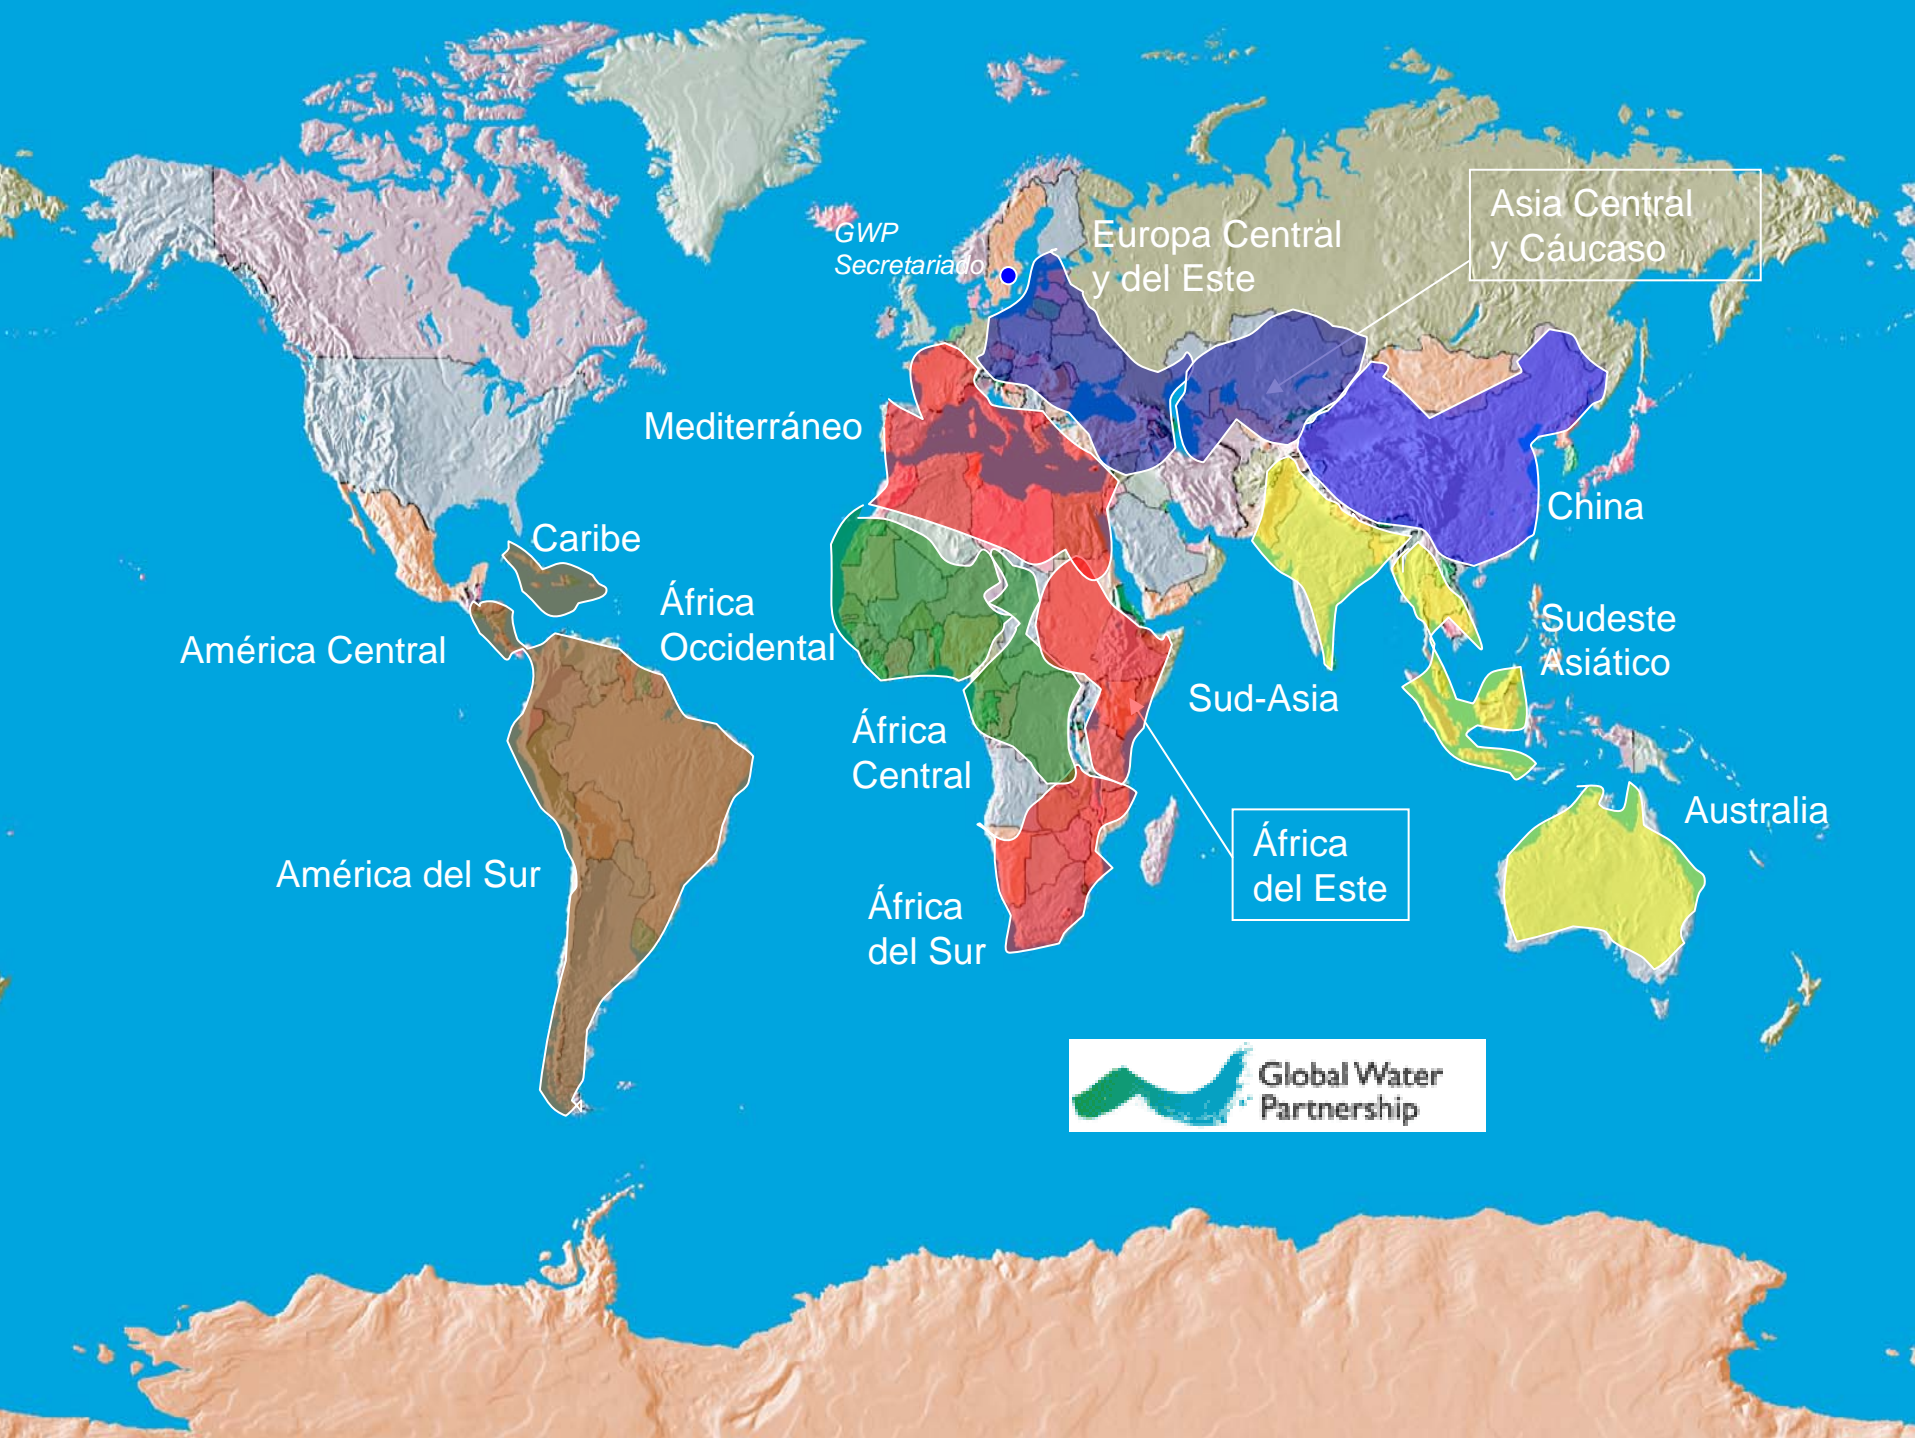 Asia Central
y Cáucaso
GWP
Secretariado
Europa Central
y del Este
Mediterráneo
China
Caribe
África
Occidental
América Central
Sudeste
Asiático
Sud-Asia
África
Central
Australia
África
del Este
América del Sur
África
del Sur
Global Water
Partnership